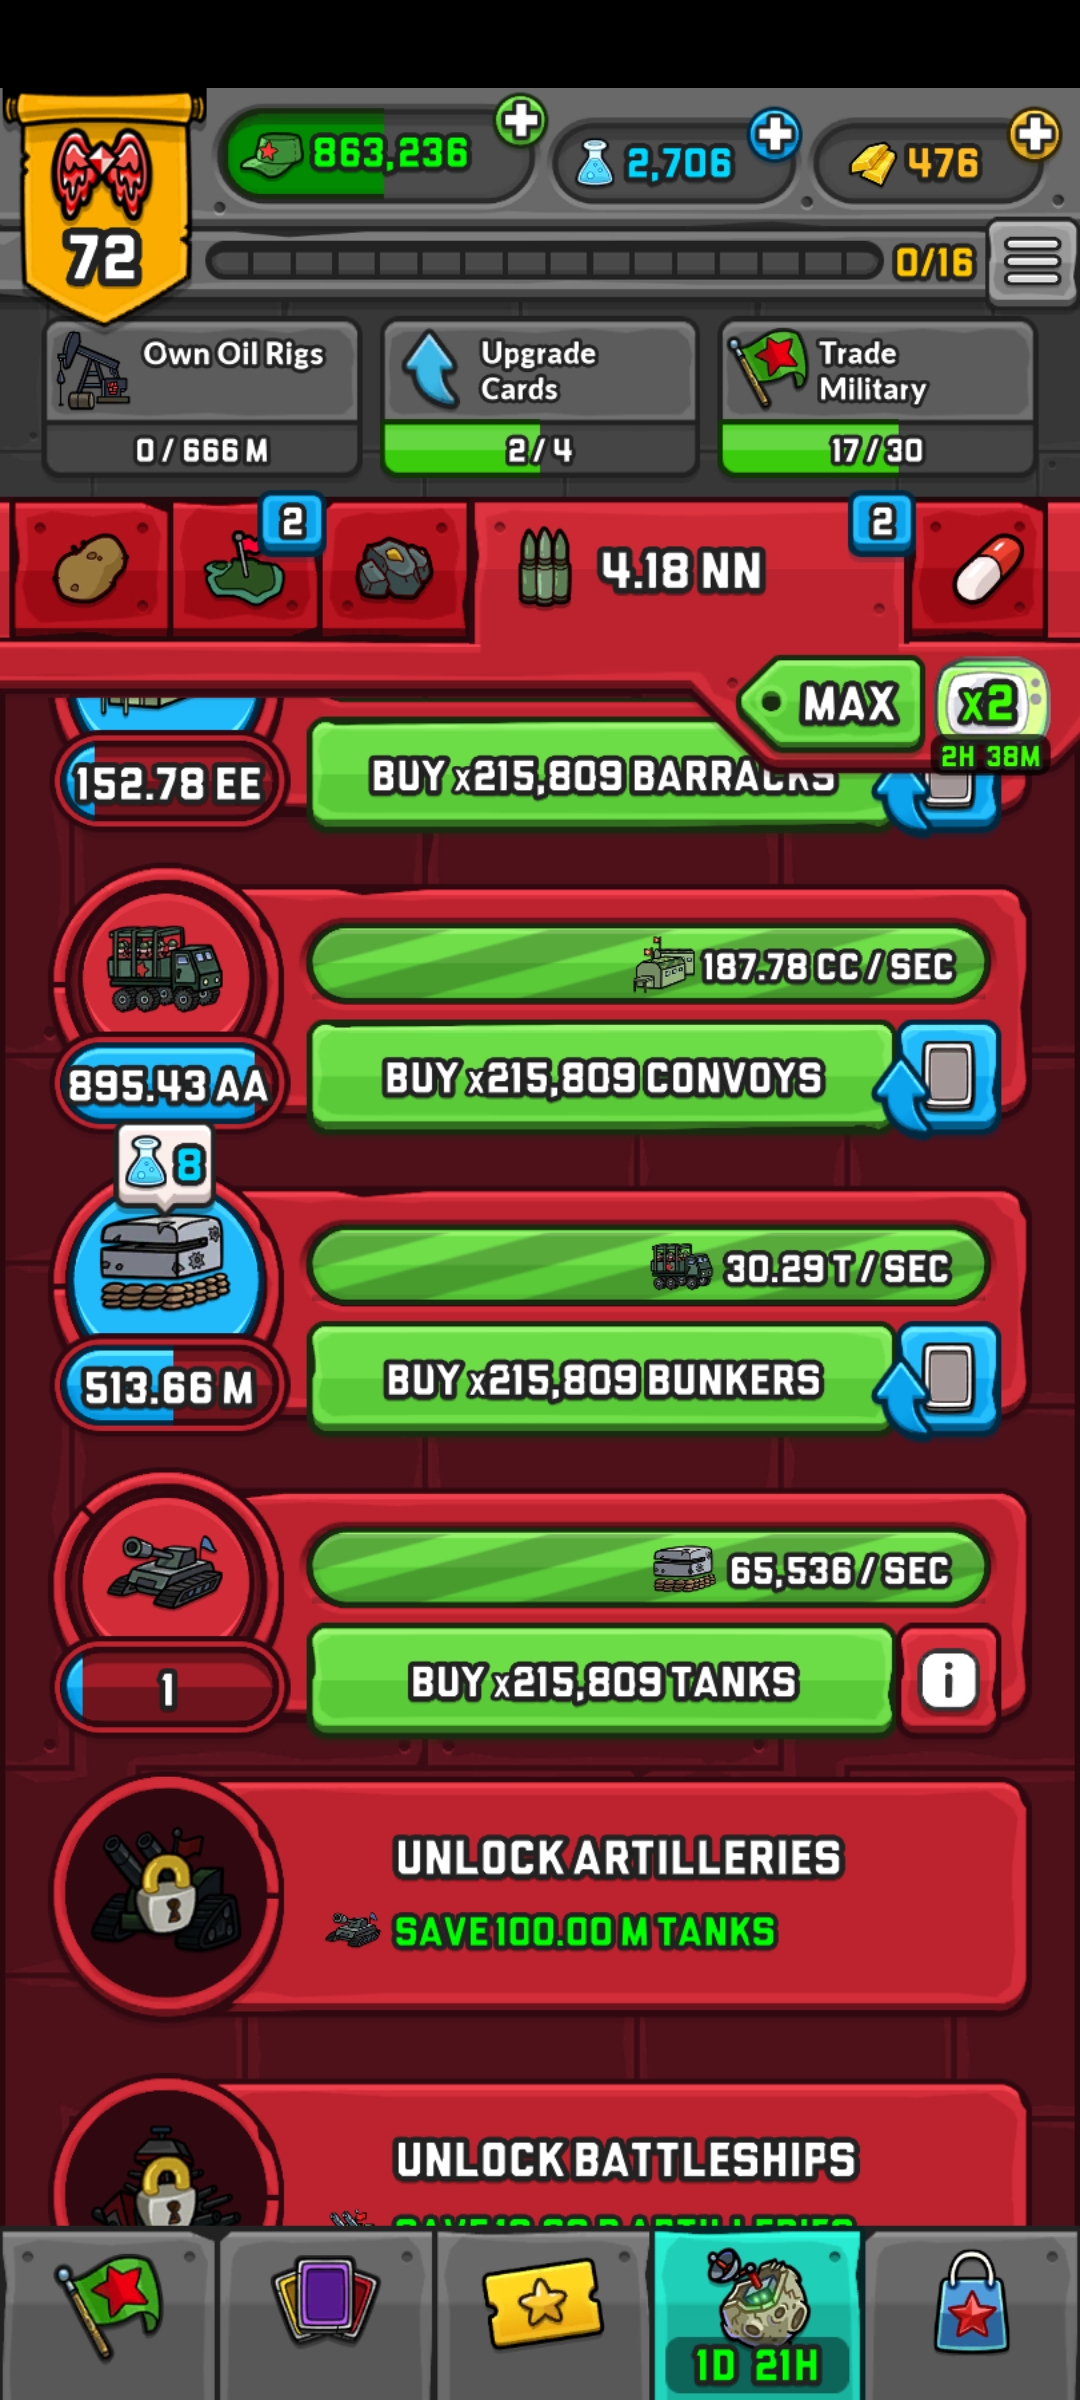 863,236
2,706
476
72
0/16
Own Oil Rigs
Upgrade
Cards
Trade
Military
0 / 666 M
2 / 4
17 / 30
2
4.18 NN
2
MAX
x2
2H 38M
152.78 EE
BUY x215,809 BARRACKS
187.78 CC / SEC
895.43 AA
BUY x215,809 CONVOYS
8
30.29 T / SEC
513.66 M
BUY x215,809 BUNKERS
65,536 / SEC
1
BUY x215,809 TANKS
i
UNLOCK ARTILLERIES
SAVE 100.00 M TANKS
UNLOCK BATTLESHIPS
1D 21H